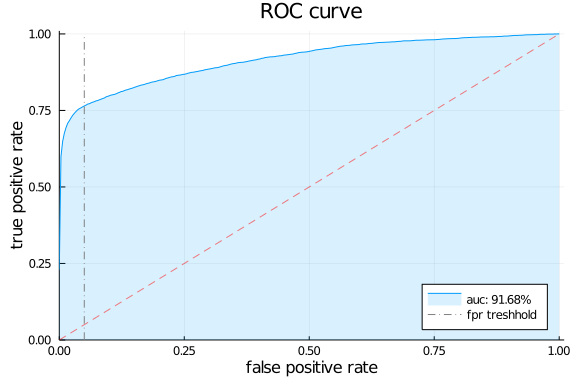 ROC curve
true positive rate
1.00
0.75
0.50
0.25
0.00
0.00
0.25
0.50
0.75
1.00
false positive rate
auc: 91.68%
fpr treshhold